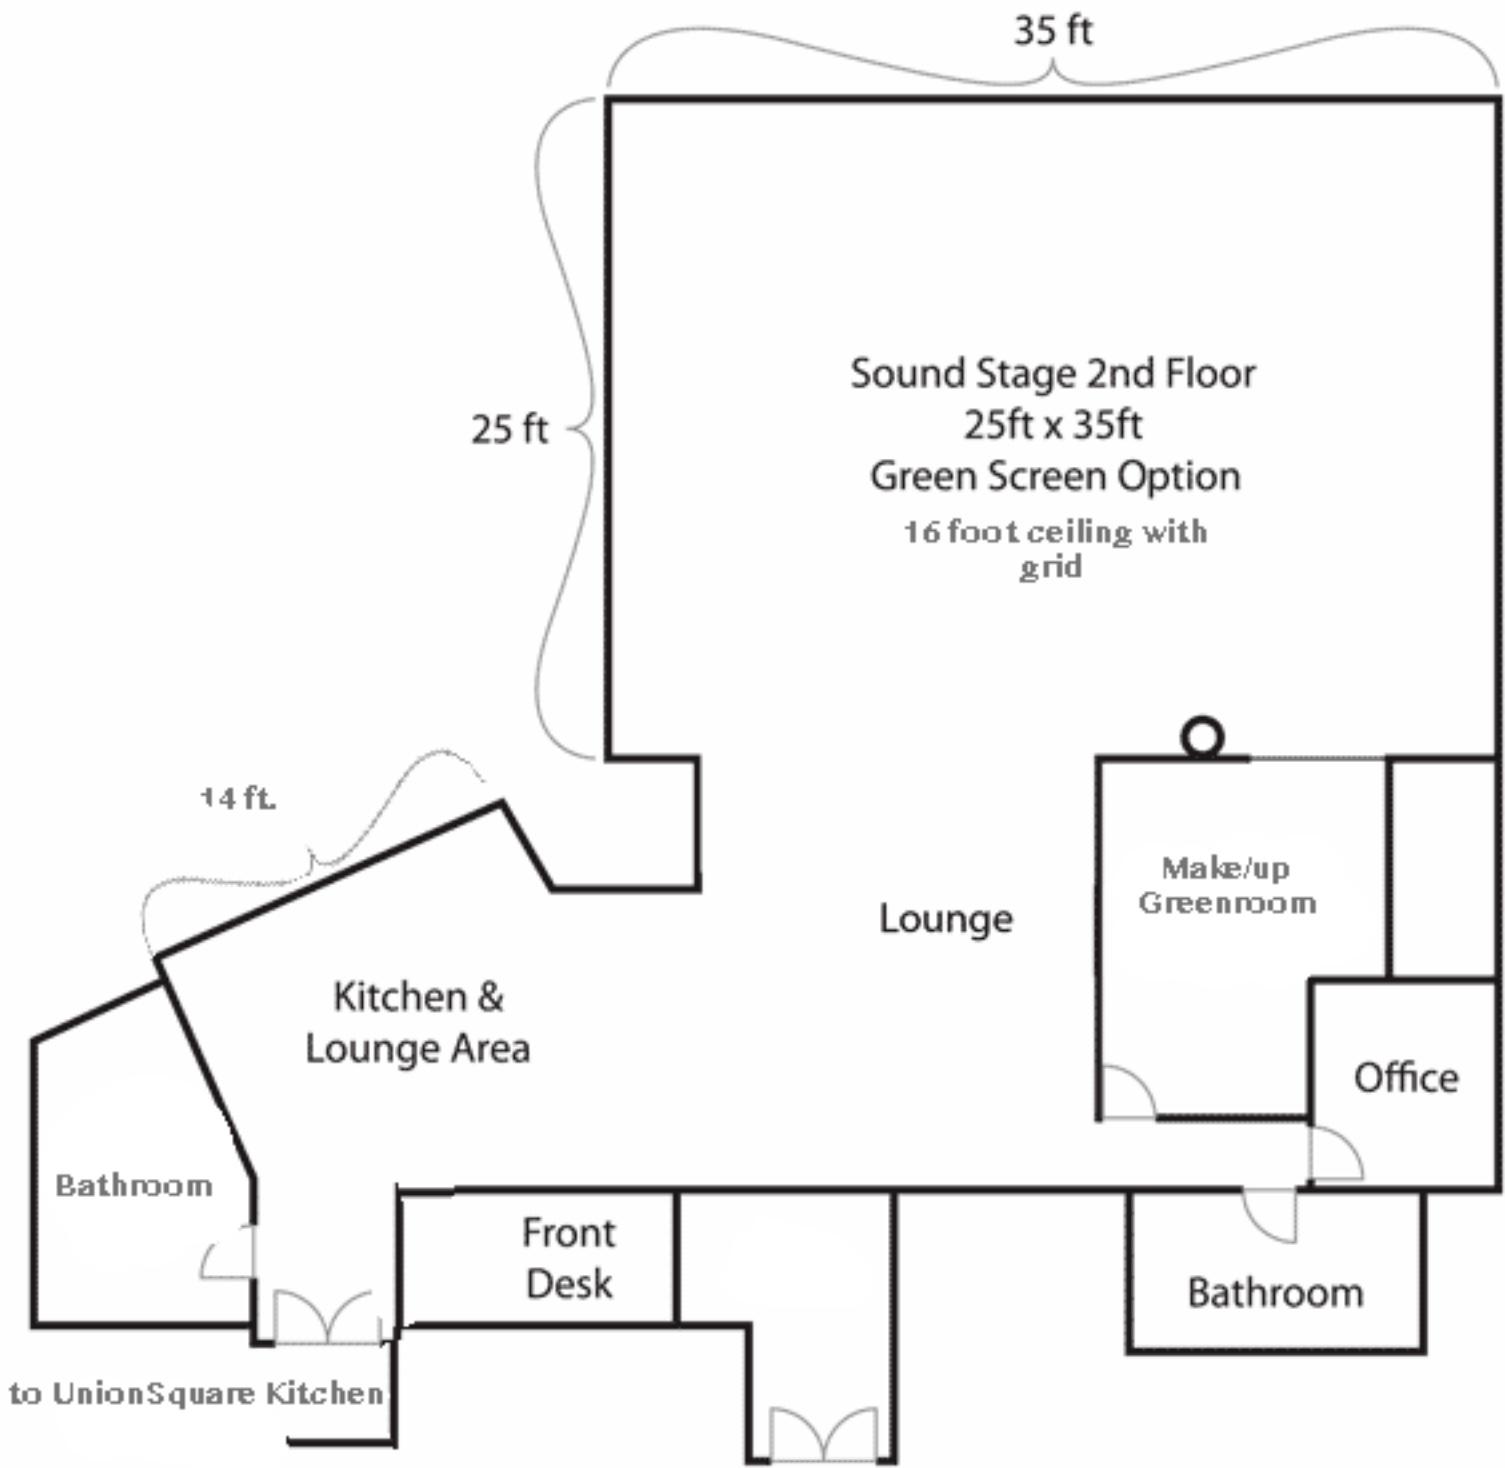 35 ft
25 ft
Sound Stage 2nd Floor
25ft x 35ft
Green Screen Option
16 foot ceiling with
grid
14 ft.
Kitchen &
Lounge Area
Lounge
Make/up
Greenroom
Office
Bathroom
Front
Desk
Bathroom
to UnionSquare Kitchen